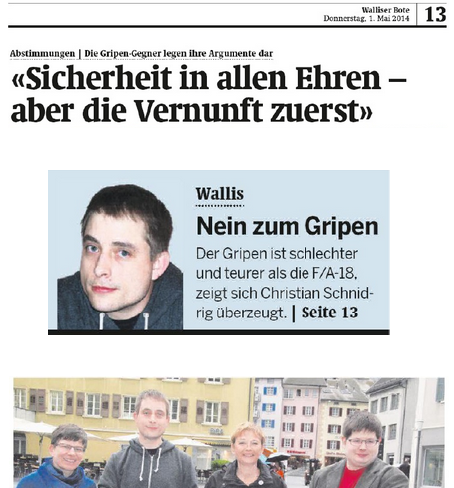 Walliser Bote
Donnerstag, 1. Mai 2014
13
Abstimmungen | Die Gripen-Gegner legen ihre Argumente dar
«Sicherheit in allen Ehren –
aber die Vernunft zuerst»
Wallis
Nein zum Gripen
Der Gripen ist schlechter
und teurer als die F/A-18,
zeigt sich Christian Schnid-
rig überzeugt. | Seite 13